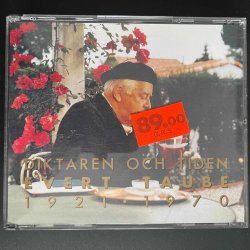 89.00
DIKTAREN OCH TIDEN
EVERT TAUBE
1921-1970